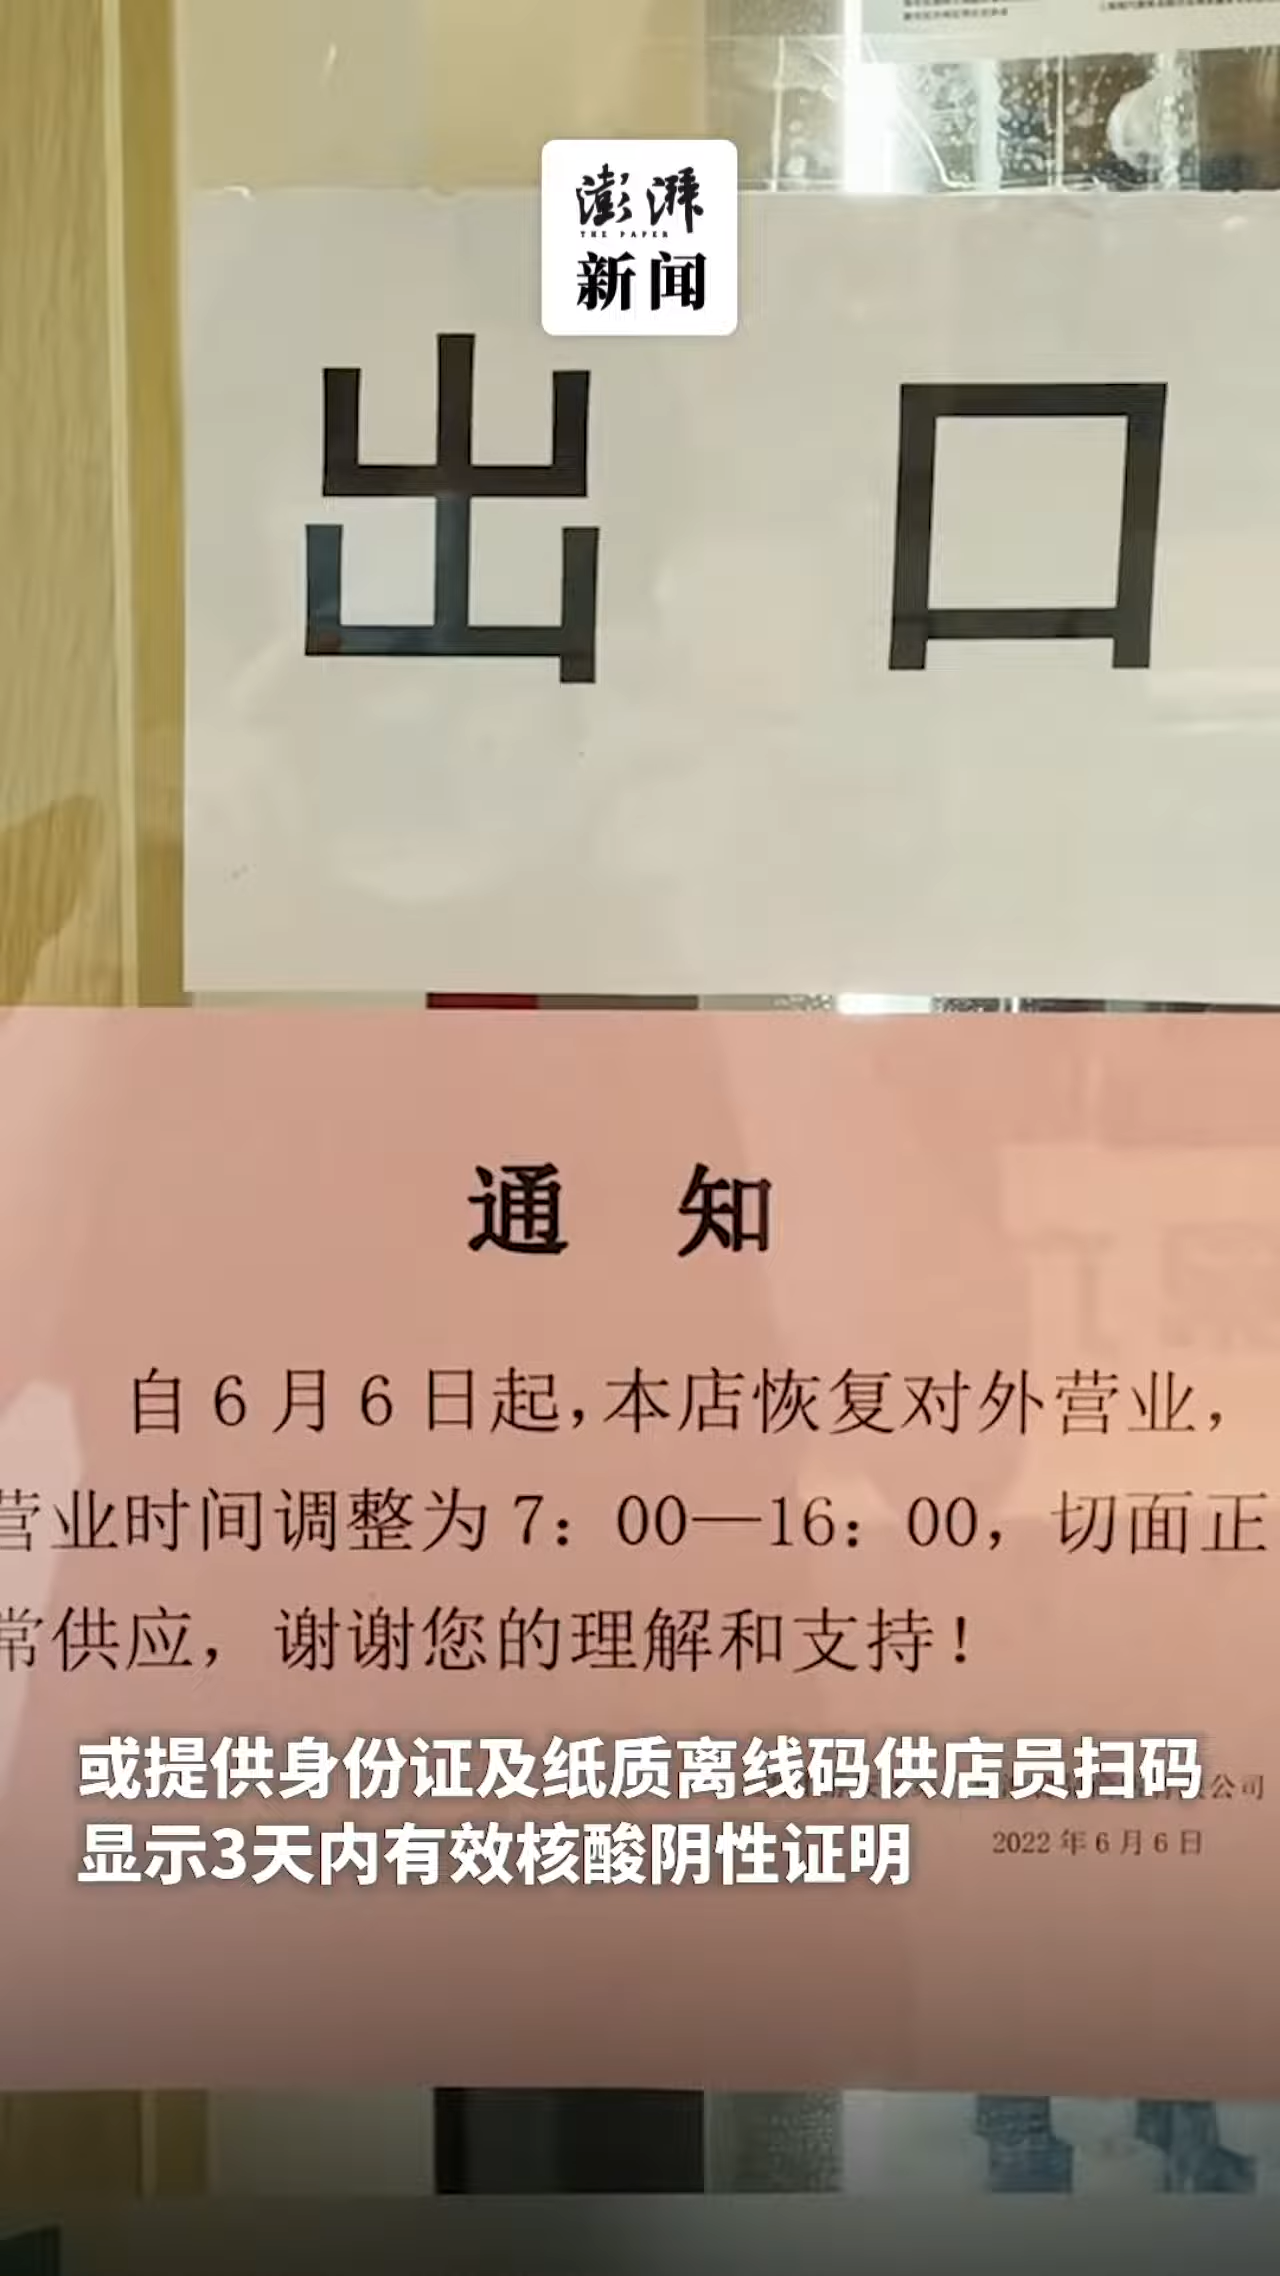 澎湃
THE PAPER
新闻
出口
通知
自6月6日起，本店恢复对外营业，
营业时间调整为7：00—16：00，切面正
常供应，谢谢您的理解和支持！
或提供身份证及纸质离线码供店员扫码
公司
显示3天内有效核酸阴性证明
2022年6月6日